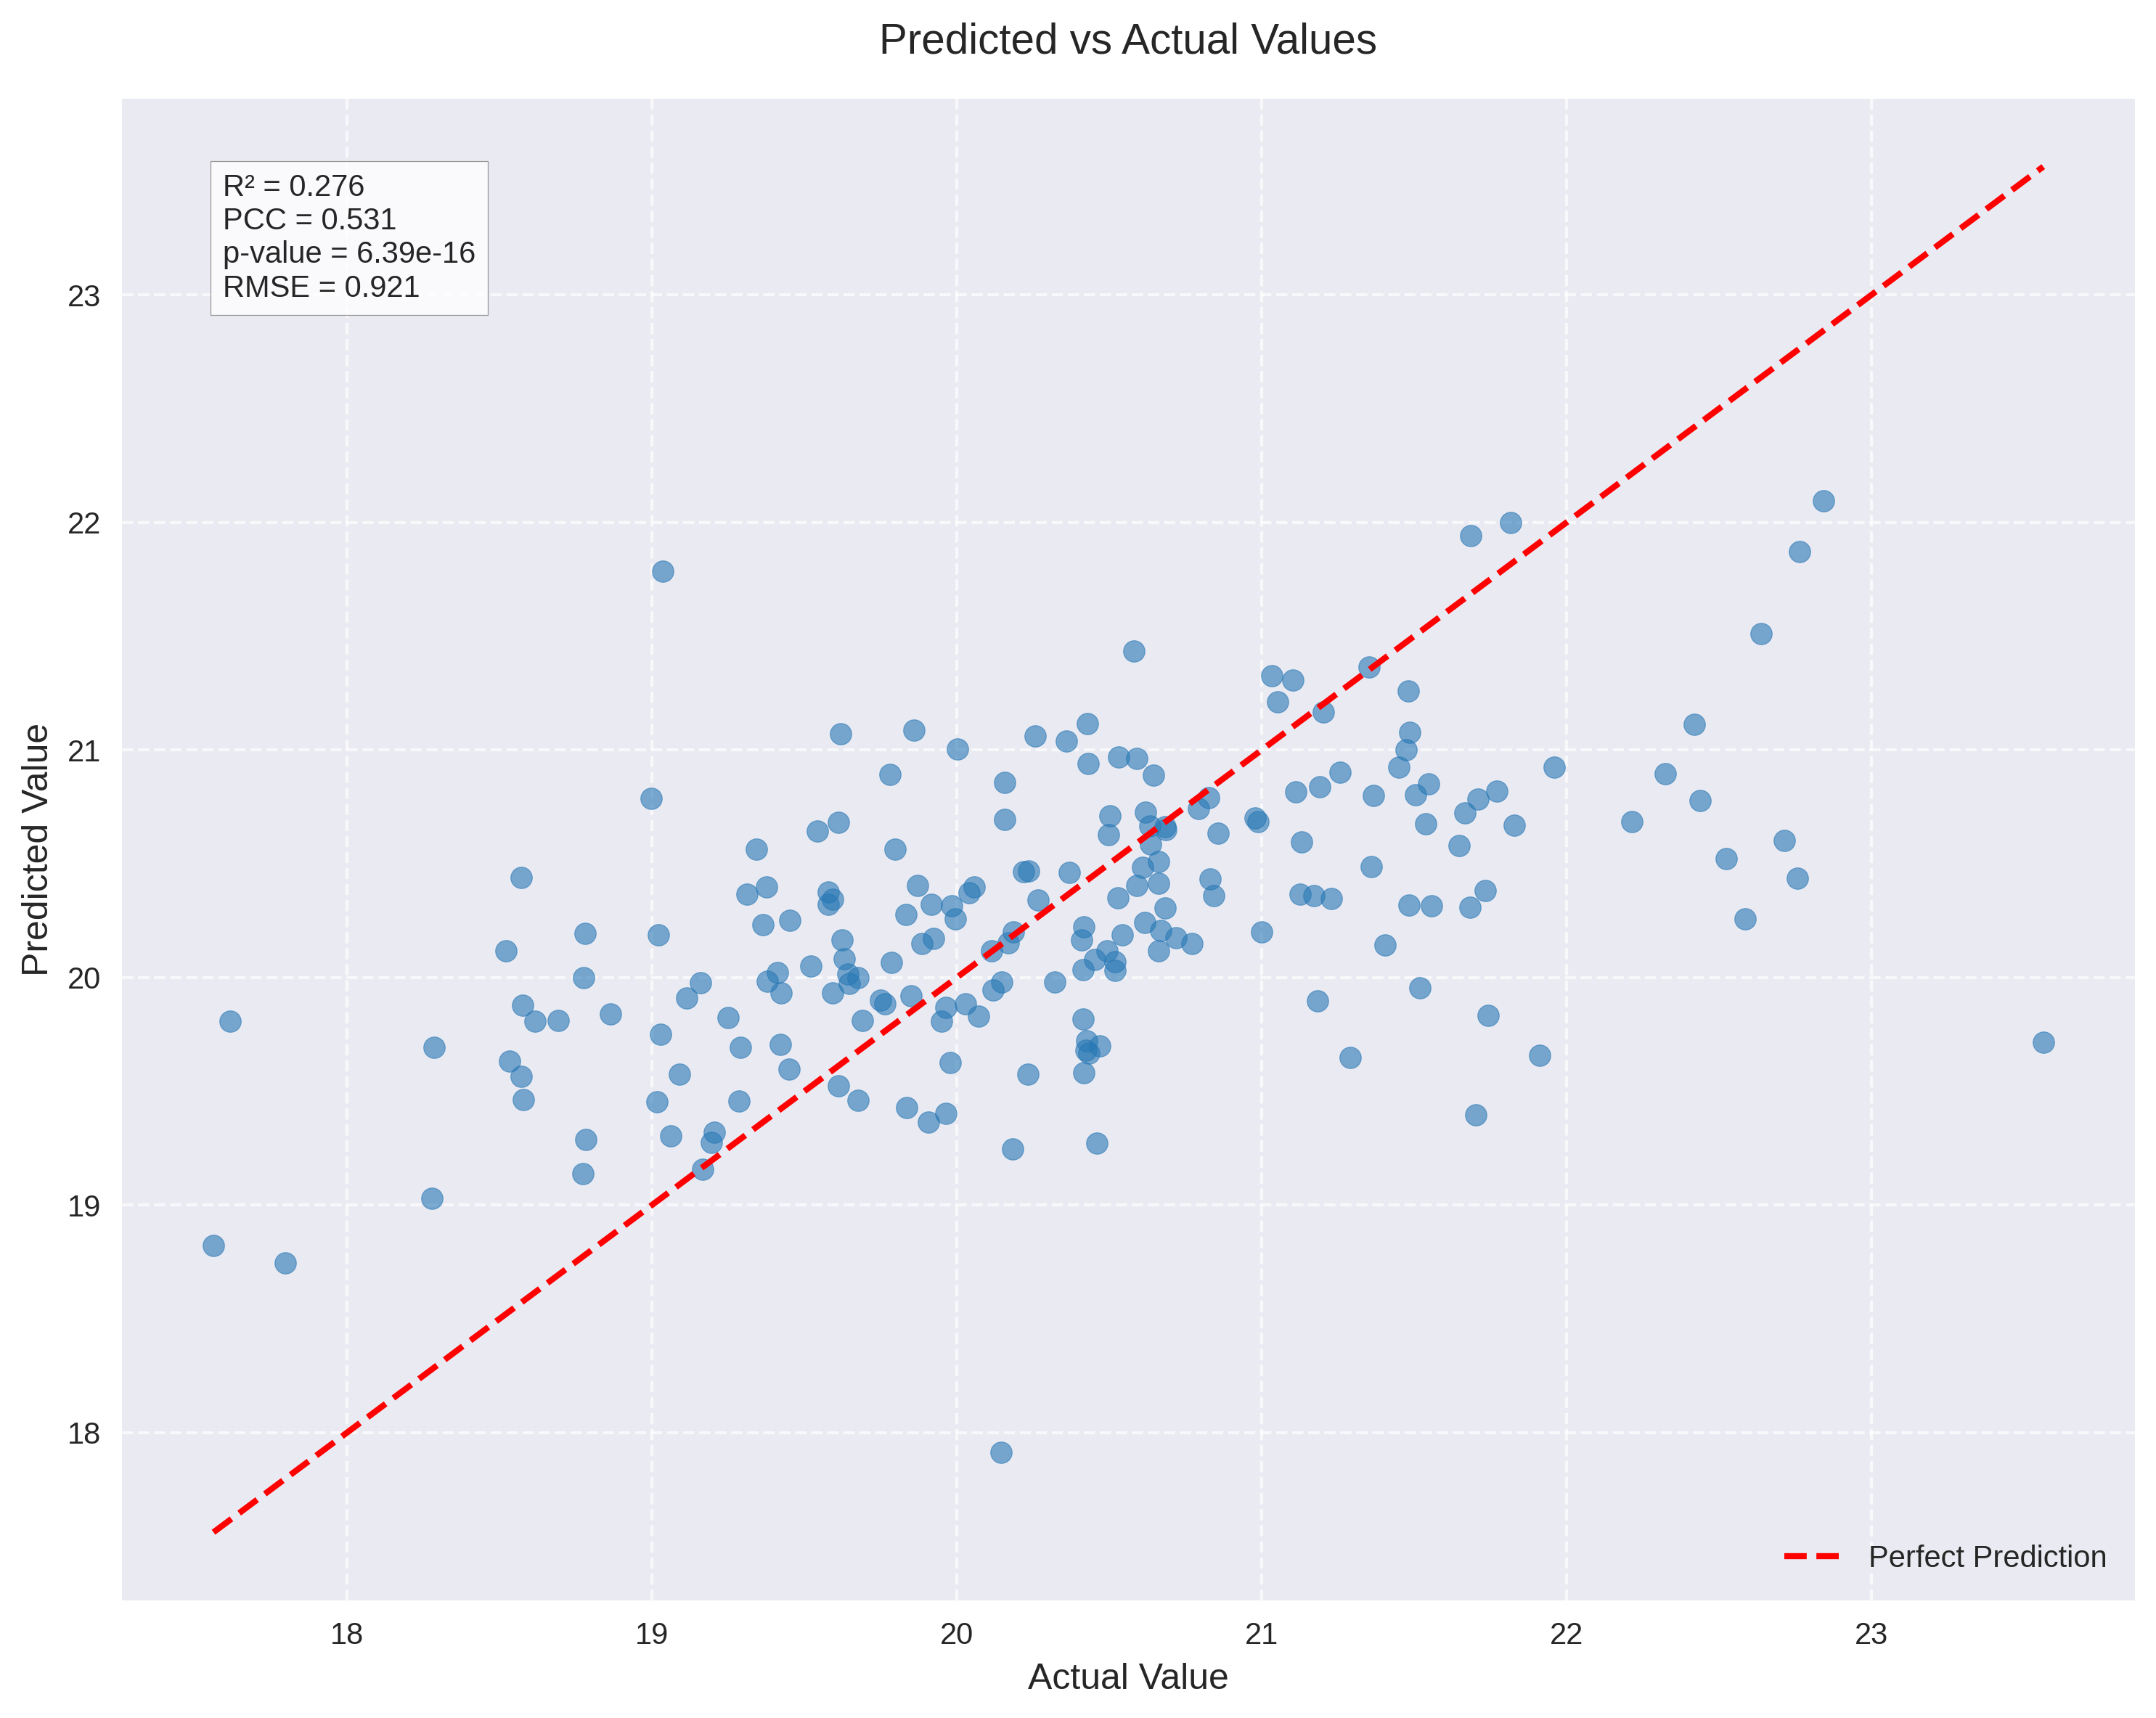 Predicted vs Actual Values
R² = 0.276
PCC = 0.531
p-value = 6.39e-16
RMSE = 0.921
23
22
21
20
19
18
Predicted Value
Perfect Prediction
18 19 20 21 22 23
Actual Value